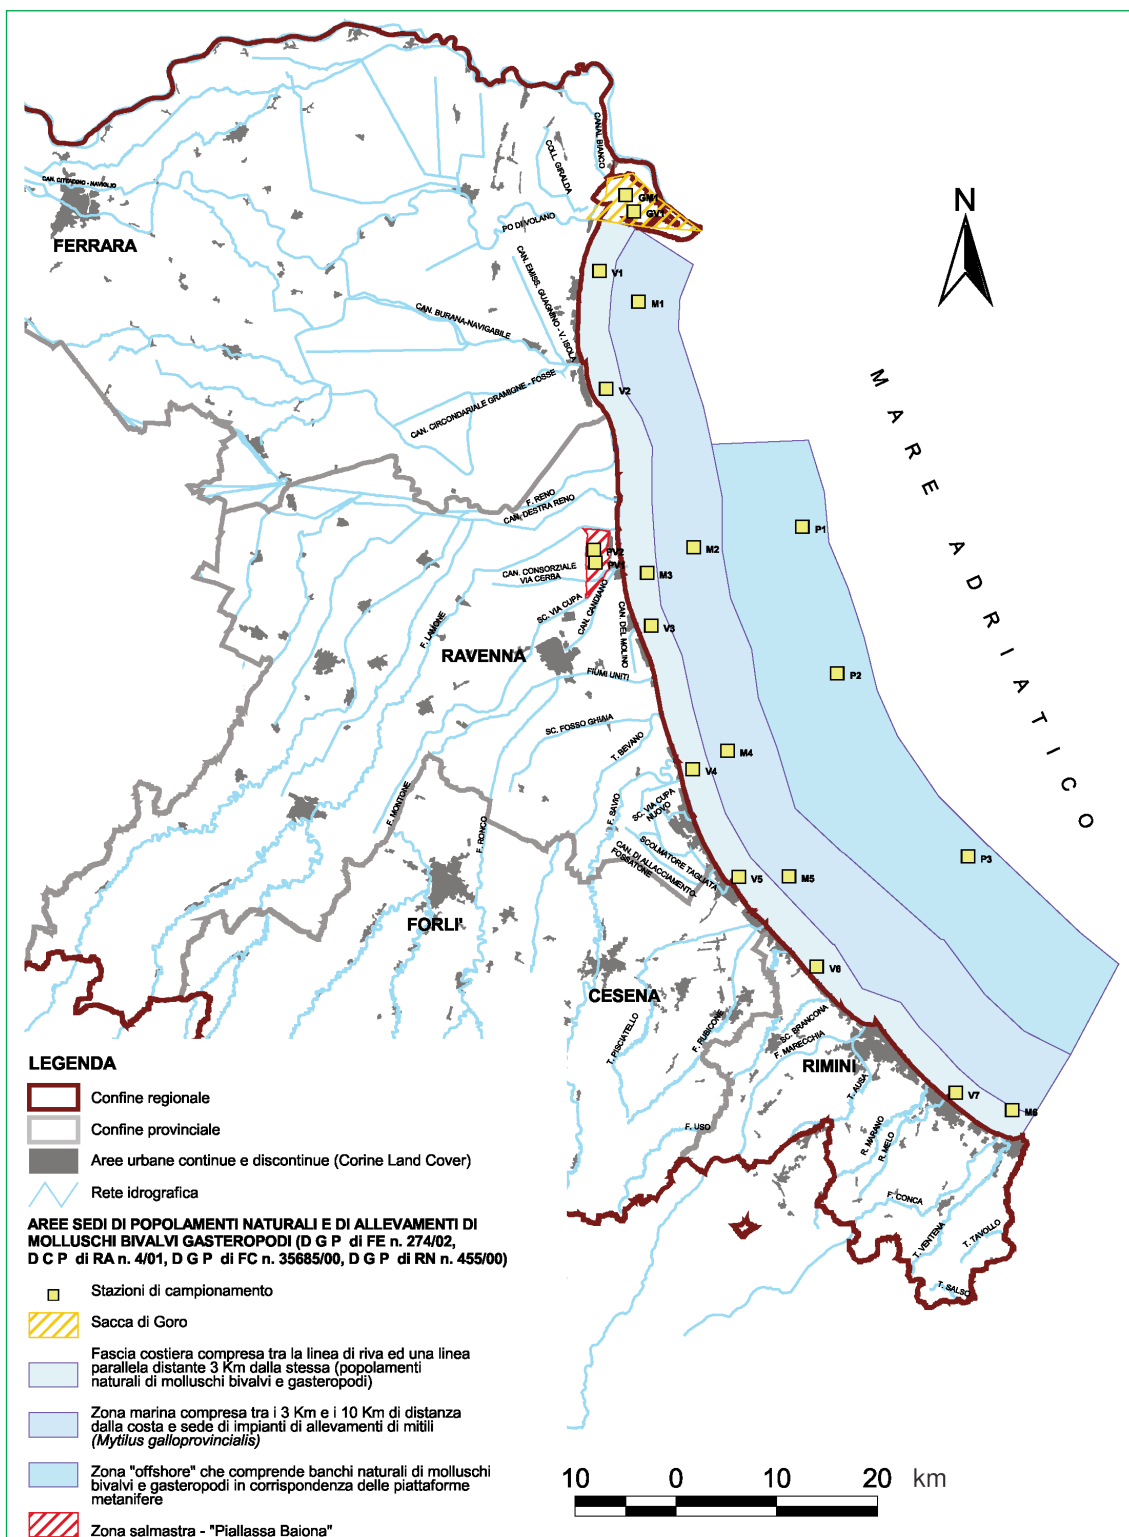 CANAL BIANCO
COLL. GIRALDA
CAN. CITTADINO - NAVIGLIO
GM1
GV1
FERRARA
PO DI VOLANO
N
CAN. EMISS. GUAGNINO - V. ISOLA
V1
M1
CAN. BURANA-NAVIGABILE
V2
CAN. CIRCONDARIALE GRAMIGNE - FOSSE
MARE ADRIATICO
F. RENO
CAN. DESTRA RENO
P1
PV2
PV1
M2
M3
CAN. CONSORZIALE
VIA CERBA
SC. VIA CUPA
CAN. CANDIANO
CAN. DEL MOLINO
F. LAMONE
V3
RAVENNA
FIUMI UNITI
P2
SC. FOSSO GHIAIA
T. BEVANO
M4
V4
F. MONTONE
F. RONCO
F. SAVIO
SC. VIA CUPA
NUOVO
SCOLMATORE TAGLIATA
CAN. DI ALLACCIAMENTO
FOSSATONE
P3
V5
M5
FORLI'
V6
CESENA
T. PISCIATELLO
F. RUBICONE
SC. BRANCONA
F. MARECCHIA
RIMINI
T. AUSA
V7
M6
F. USO
R. MARANO
R. MELO
F. CONCA
T. VENTENA
T. TAVOLLO
T. SALSO
LEGENDA
Confine regionale
Confine provinciale
Aree urbane continue e discontinue (Corine Land Cover)
Rete idrografica
AREE SEDI DI POPOLAMENTI NATURALI E DI ALLEVAMENTI DI
MOLLUSCHI BIVALVI GASTEROPODI (D G P di FE n. 274/02,
D C P di RA n. 4/01, D G P di FC n. 35685/00, D G P di RN n. 455/00)
Stazioni di campionamento
Sacca di Goro
Fascia costiera compresa tra la linea di riva ed una linea
parallela distante 3 Km dalla stessa (popolamenti
naturali di molluschi bivalvi e gasteropodi)
Zona marina compresa tra i 3 Km e i 10 Km di distanza
dalla costa e sede di impianti di allevamenti di mitili
(Mytilus galloprovincialis)
Zona "offshore" che comprende banchi naturali di molluschi
bivalvi e gasteropodi in corrispondenza delle piattaforme
metanifere
Zona salmastra - "Piallassa Baiona"
10 0 10 20 km